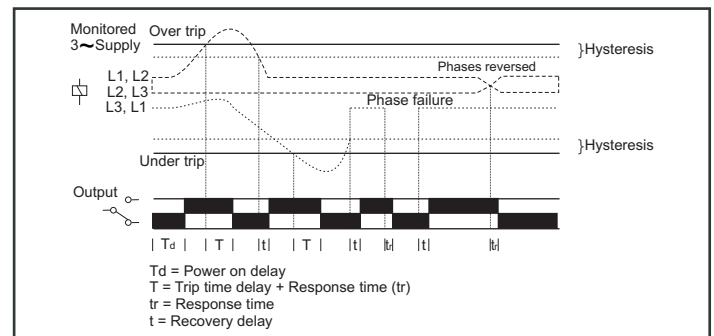 Monitored Over trip
3~Supply
}Hysteresis
Phases reversed
L1, L2
L2, L3
L3, L1
Phase failure
}Hysteresis
Under trip
Output
|Td| | T | |t| | T | |t| |tr| |t| |tr|
Td = Power on delay
T = Trip time delay + Response time (tr)
tr = Response time
t = Recovery delay